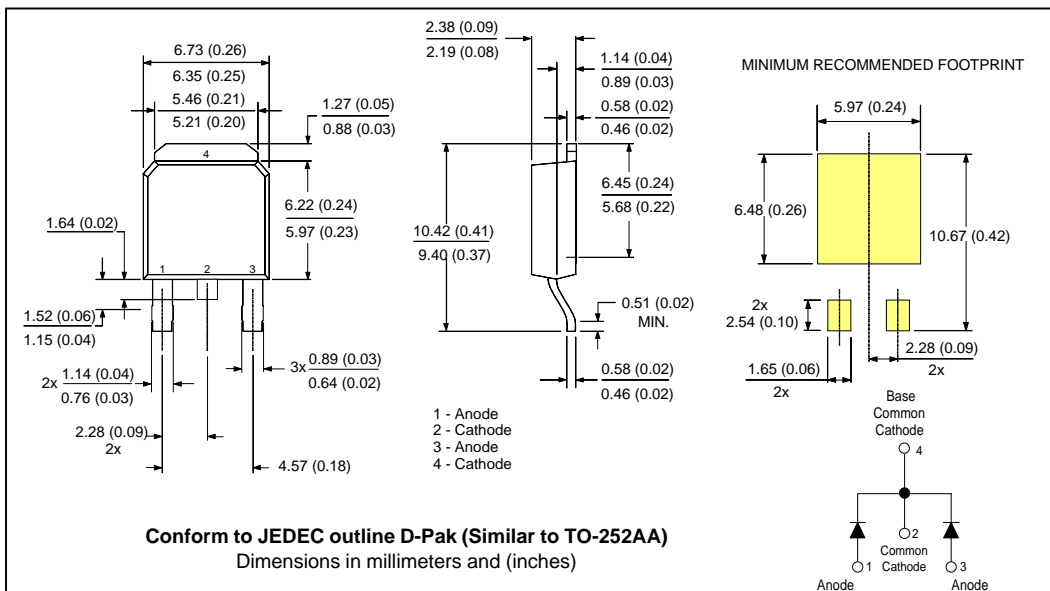 6.73 (0.26)
6.35 (0.25)
5.46 (0.21)
5.21 (0.20)
1.27 (0.05)
0.88 (0.03)
4
6.22 (0.24)
5.97 (0.23)
1.64 (0.02)
1 2 3
1.52 (0.06)
1.15 (0.04)
2x 1.14 (0.04)
0.76 (0.03)
3x 0.89 (0.03)
0.64 (0.02)
2.28 (0.09)
2x
4.57 (0.18)
2.38 (0.09)
2.19 (0.08)
1.14 (0.04)
0.89 (0.03)
0.58 (0.02)
0.46 (0.02)
6.45 (0.24)
5.68 (0.22)
10.42 (0.41)
9.40 (0.37)
0.51 (0.02)
MIN.
0.58 (0.02)
0.46 (0.02)
1 - Anode
2 - Cathode
3 - Anode
4 - Cathode
MINIMUM RECOMMENDED FOOTPRINT
5.97 (0.24)
6.48 (0.26)
10.67 (0.42)
2x
2.54 (0.10)
2.28 (0.09)
2x
1.65 (0.06)
2x
Base
Common
Cathode
4
2
Common
Cathode
1
3
Anode
Anode
Conform to JEDEC outline D-Pak (Similar to TO-252AA)
Dimensions in millimeters and (inches)